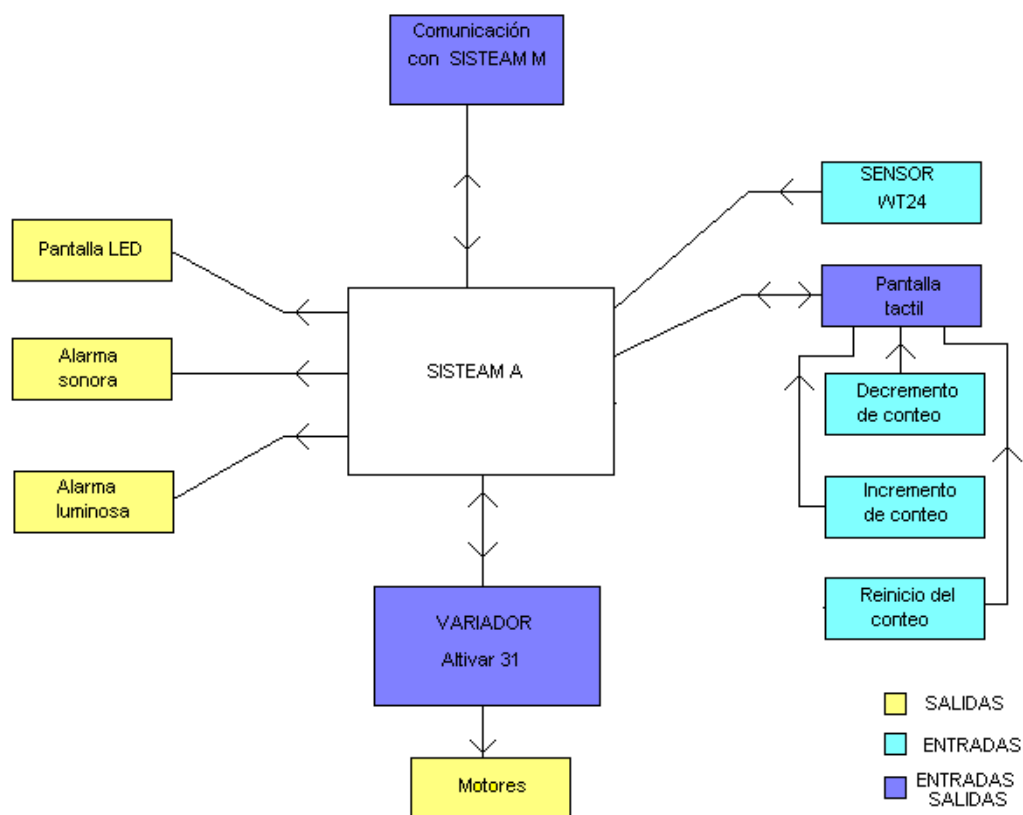 Comunicación
con SISTEAM M
SENSOR
WT24
Pantalla LED
Pantalla
tactil
Alarma
sonora
SISTEAM A
Decremento
de conteo
Alarma
luminosa
Incremento
de conteo
Reinicio del
conteo
VARIADOR
Altivar 31
Motores
SALIDAS
ENTRADAS
ENTRADAS
SALIDAS